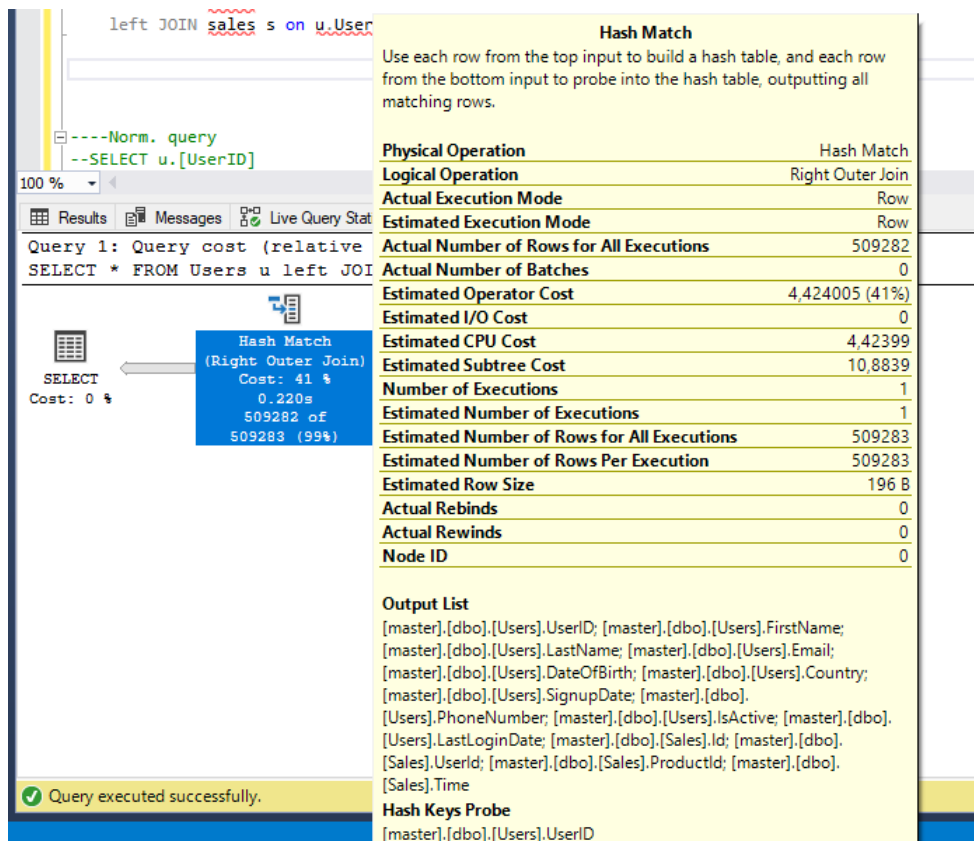 left JOIN sales s on u.User
----Norm. query
--SELECT u.[UserID]
100 %
Results Messages Live Query Stat
Query 1: Query cost (relative
SELECT * FROM Users u left JOI
Hash Match
(Right Outer Join)
Cost: 41 %
0.220s
509282 of
509283 (99%)
SELECT
Cost: 0 %
Query executed successfully.
Hash Match
Use each row from the top input to build a hash table, and each row
from the bottom input to probe into the hash table, outputting all
matching rows.
Physical Operation Hash Match
Logical Operation Right Outer Join
Actual Execution Mode Row
Estimated Execution Mode Row
Actual Number of Rows for All Executions 509282
Actual Number of Batches 0
Estimated Operator Cost 4,424005 (41%)
Estimated I/O Cost 0
Estimated CPU Cost 4,42399
Estimated Subtree Cost 10,8839
Number of Executions 1
Estimated Number of Executions 1
Estimated Number of Rows for All Executions 509283
Estimated Number of Rows Per Execution 509283
Estimated Row Size 196 B
Actual Rebinds 0
Actual Rewinds 0
Node ID 0
Output List
[master].[dbo].[Users].UserID; [master].[dbo].[Users].FirstName;
[master].[dbo].[Users].LastName; [master].[dbo].[Users].Email;
[master].[dbo].[Users].DateOfBirth; [master].[dbo].[Users].Country;
[master].[dbo].[Users].SignupDate; [master].[dbo].
[Users].PhoneNumber; [master].[dbo].[Users].IsActive; [master].[dbo].
[Users].LastLoginDate; [master].[dbo].[Sales].Id; [master].[dbo].
[Sales].UserId; [master].[dbo].[Sales].ProductId; [master].[dbo].
[Sales].Time
Hash Keys Probe
[master].[dbo].[Users].UserID